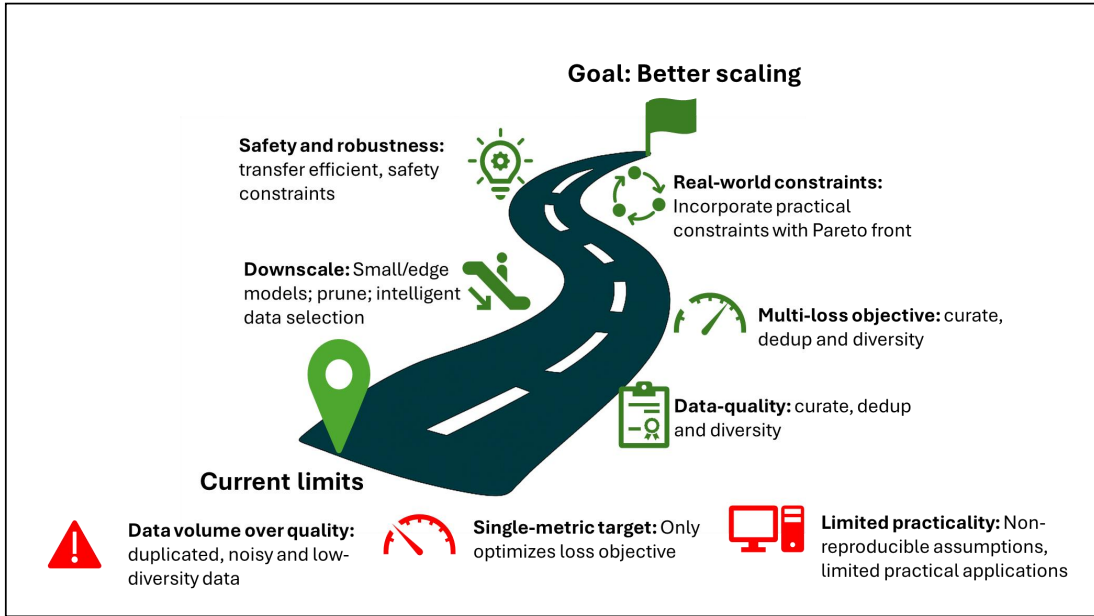 Goal: Better scaling
Safety and robustness:
transfer efficient, safety
constraints
Real-world constraints:
Incorporate practical
constraints with Pareto front
Downscale: Small/edge
models; prune; intelligent
data selection
Multi-loss objective: curate,
dedup and diversity
Data-quality: curate, dedup
and diversity
Current limits
Data volume over quality:
duplicated, noisy and low-
diversity data
Single-metric target: Only
optimizes loss objective
Limited practicality: Non-
reproducible assumptions,
limited practical applications